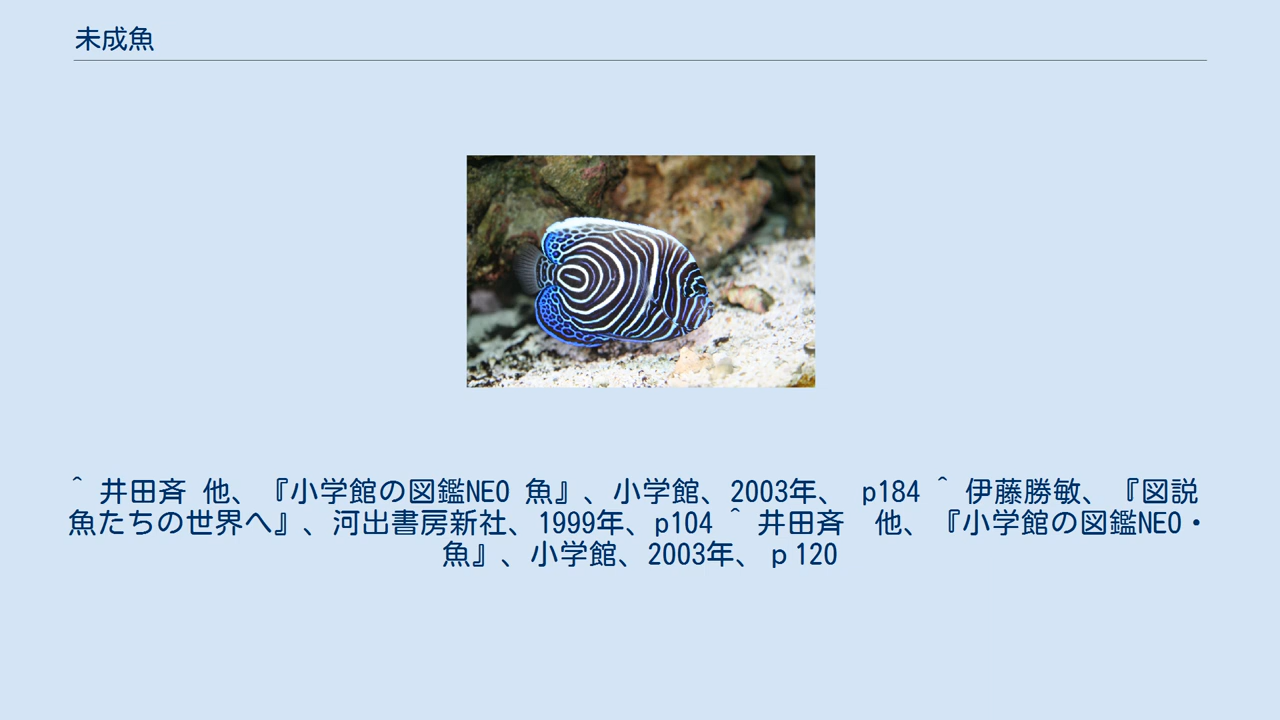 未成魚
^ 井田斉 他、『小学館の図鑑NEO 魚』、小学館、2003年、 p184 ^ 伊藤勝敏、『図説
魚たちの世界へ』、河出書房新社、1999年、p104 ^ 井田斉　他、『小学館の図鑑NEO・
魚』、小学館、2003年、ｐ120